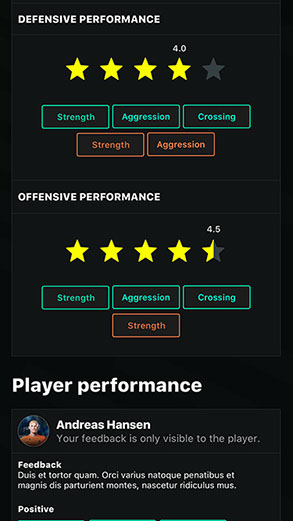 DEFENSIVE PERFORMANCE
4.0
Strength
Aggression
Crossing
Strength
Aggression
OFFENSIVE PERFORMANCE
4.5
Strength
Aggression
Crossing
Strength
Player performance
Andreas Hansen
Your feedback is only visible to the player.
Feedback
Duis et tortor quam. Orci varius natoque penatibus et
magnis dis parturient montes, nascetur ridiculus mus.
Positive